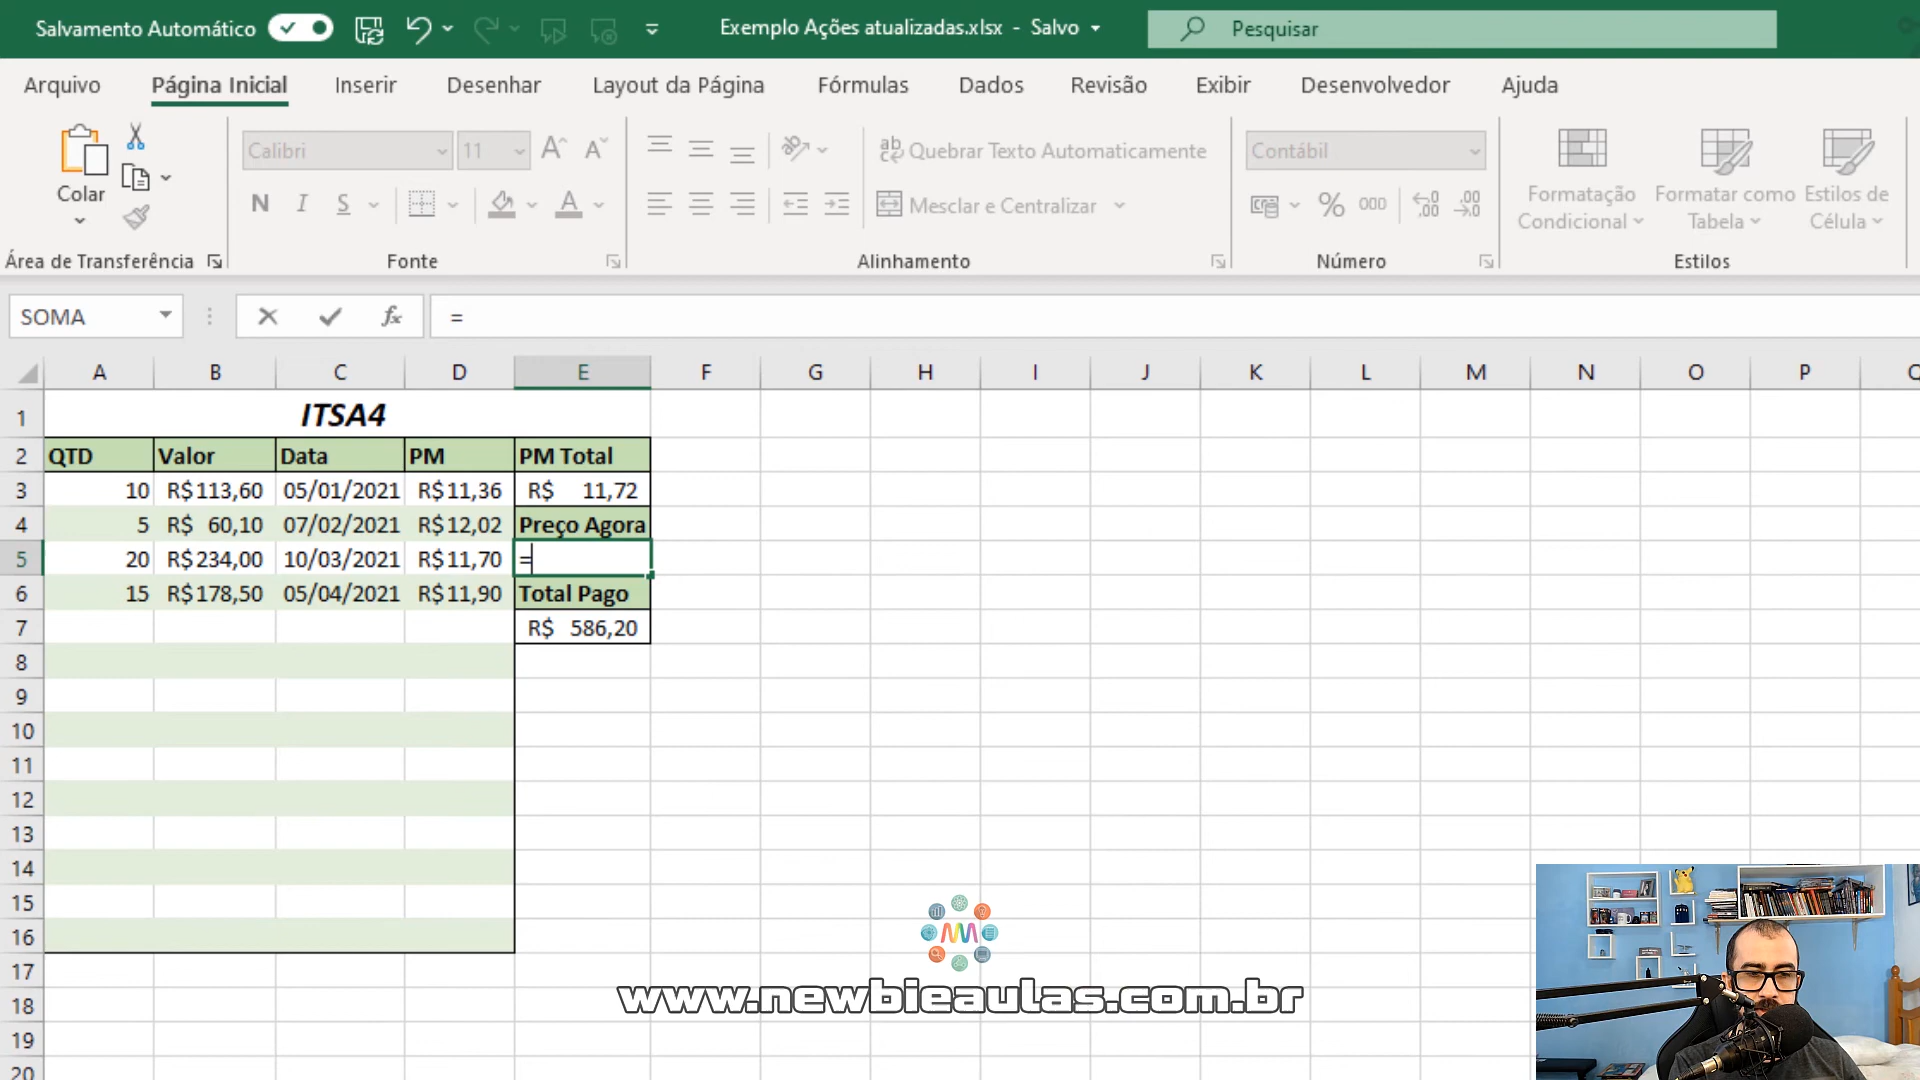 Salvamento Automático
Exemplo Ações atualizadas.xlsx - Salvo
Pesquisar
Arquivo Página Inicial Inserir Desenhar Layout da Página Fórmulas Dados Revisão Exibir Desenvolvedor Ajuda
Colar
Calibri 11 A A
N I S A
ab Quebrar Texto Automaticamente
Mesclar e Centralizar
Contábil
% 000 ,00 ,00
Formatação Condicional
Formatar como Tabela
Estilos de Célula
Área de Transferência Fonte Alinhamento Número Estilos
SOMA fx =
A B C D E F G H I J K L M N O P Q
1 ITSA4
2 QTD Valor Data PM PM Total
3 10 R$113,60 05/01/2021 R$11,36 R$ 11,72
4 5 R$ 60,10 07/02/2021 R$12,02 Preço Agora
5 20 R$234,00 10/03/2021 R$11,70 =
6 15 R$178,50 05/04/2021 R$11,90 Total Pago
7 R$ 586,20
8
9
10
11
12
13
14
15
16
17
18
19
20
www.newbieaulas.com.br